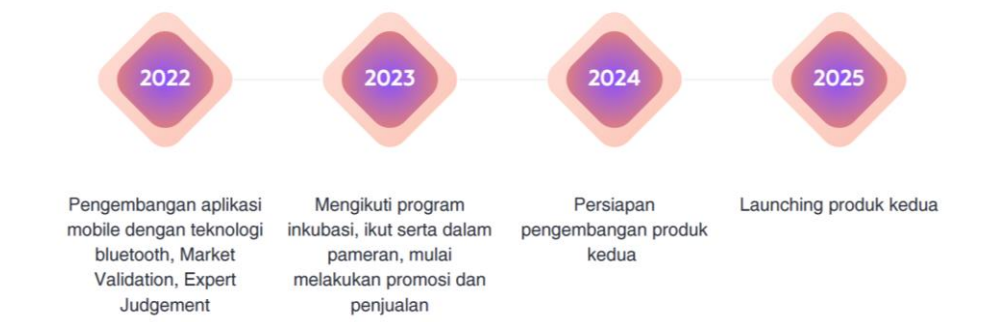 2022
2023
2024
2025
Pengembangan aplikasi
mobile dengan teknologi
bluetooth, Market
Validation, Expert
Judgement
Mengikuti program
inkubasi, ikut serta dalam
pameran, mulai
melakukan promosi dan
penjualan
Persiapan
pengembangan produk
kedua
Launching produk kedua